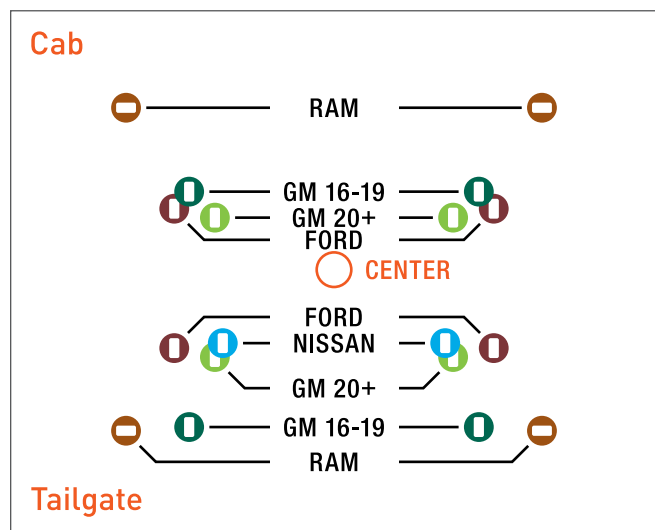 Cab
RAM
GM 16-19
GM 20+
FORD
CENTER
FORD
NISSAN
GM 20+
GM 16-19
RAM
Tailgate